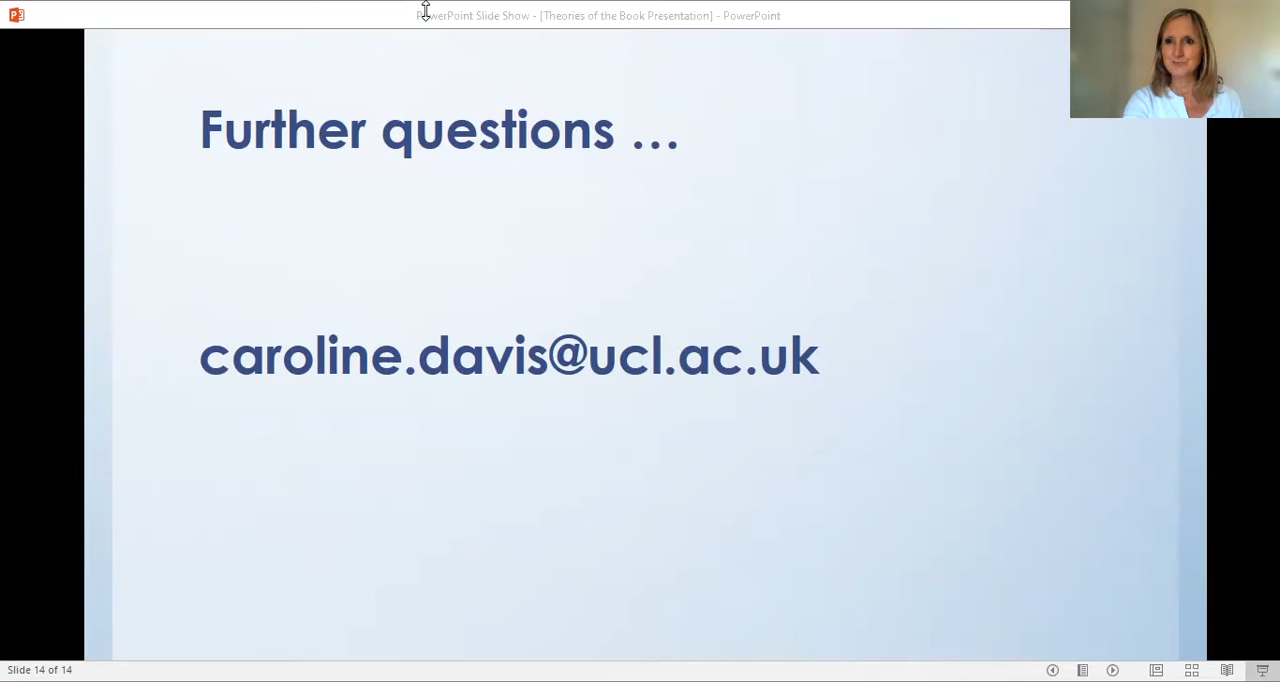 PowerPoint Slide Show - [Theories of the Book Presentation] - PowerPoint
Further questions …
caroline.davis@ucl.ac.uk
Slide 14 of 14